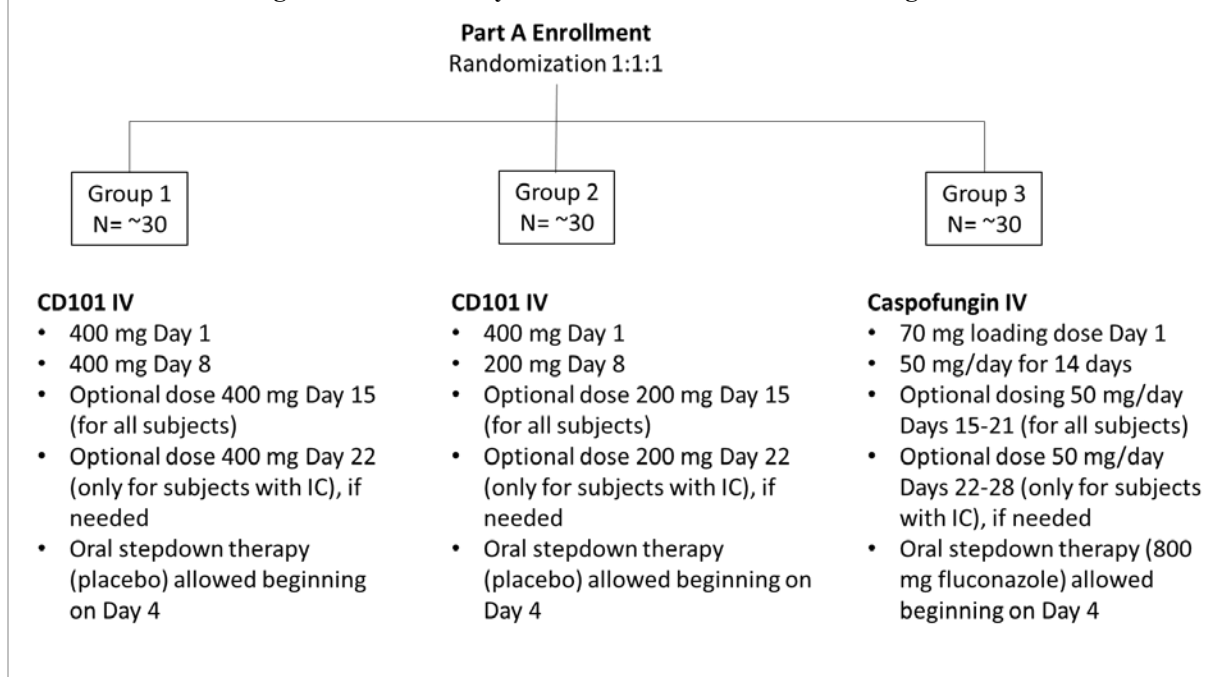 Part A Enrollment
Randomization 1:1:1
Group 1
N= ~30
Group 2
N= ~30
Group 3
N= ~30
CD101 IV
• 400 mg Day 1
• 400 mg Day 8
• Optional dose 400 mg Day 15
(for all subjects)
• Optional dose 400 mg Day 22
(only for subjects with IC), if
needed
• Oral stepdown therapy
(placebo) allowed beginning
on Day 4
CD101 IV
• 400 mg Day 1
• 200 mg Day 8
• Optional dose 200 mg Day 15
(for all subjects)
• Optional dose 200 mg Day 22
(only for subjects with IC), if
needed
• Oral stepdown therapy
(placebo) allowed beginning on
Day 4
Caspofungin IV
• 70 mg loading dose Day 1
• 50 mg/day for 14 days
• Optional dosing 50 mg/day
Days 15-21 (for all subjects)
• Optional dose 50 mg/day
Days 22-28 (only for subjects
with IC), if needed
• Oral stepdown therapy (800
mg fluconazole) allowed
beginning on Day 4